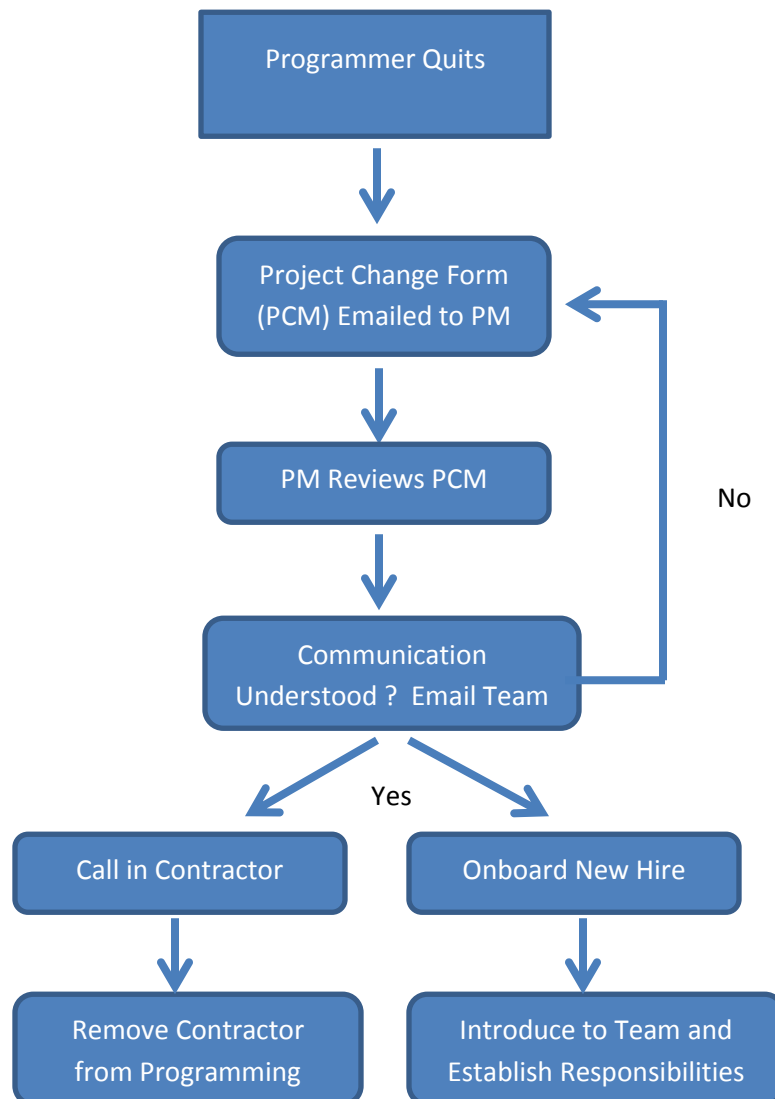 Programmer Quits
Project Change Form
(PCM) Emailed to PM
PM Reviews PCM
No
Communication
Understood ? Email Team
Yes
Call in Contractor
Onboard New Hire
Remove Contractor
from Programming
Introduce to Team and
Establish Responsibilities